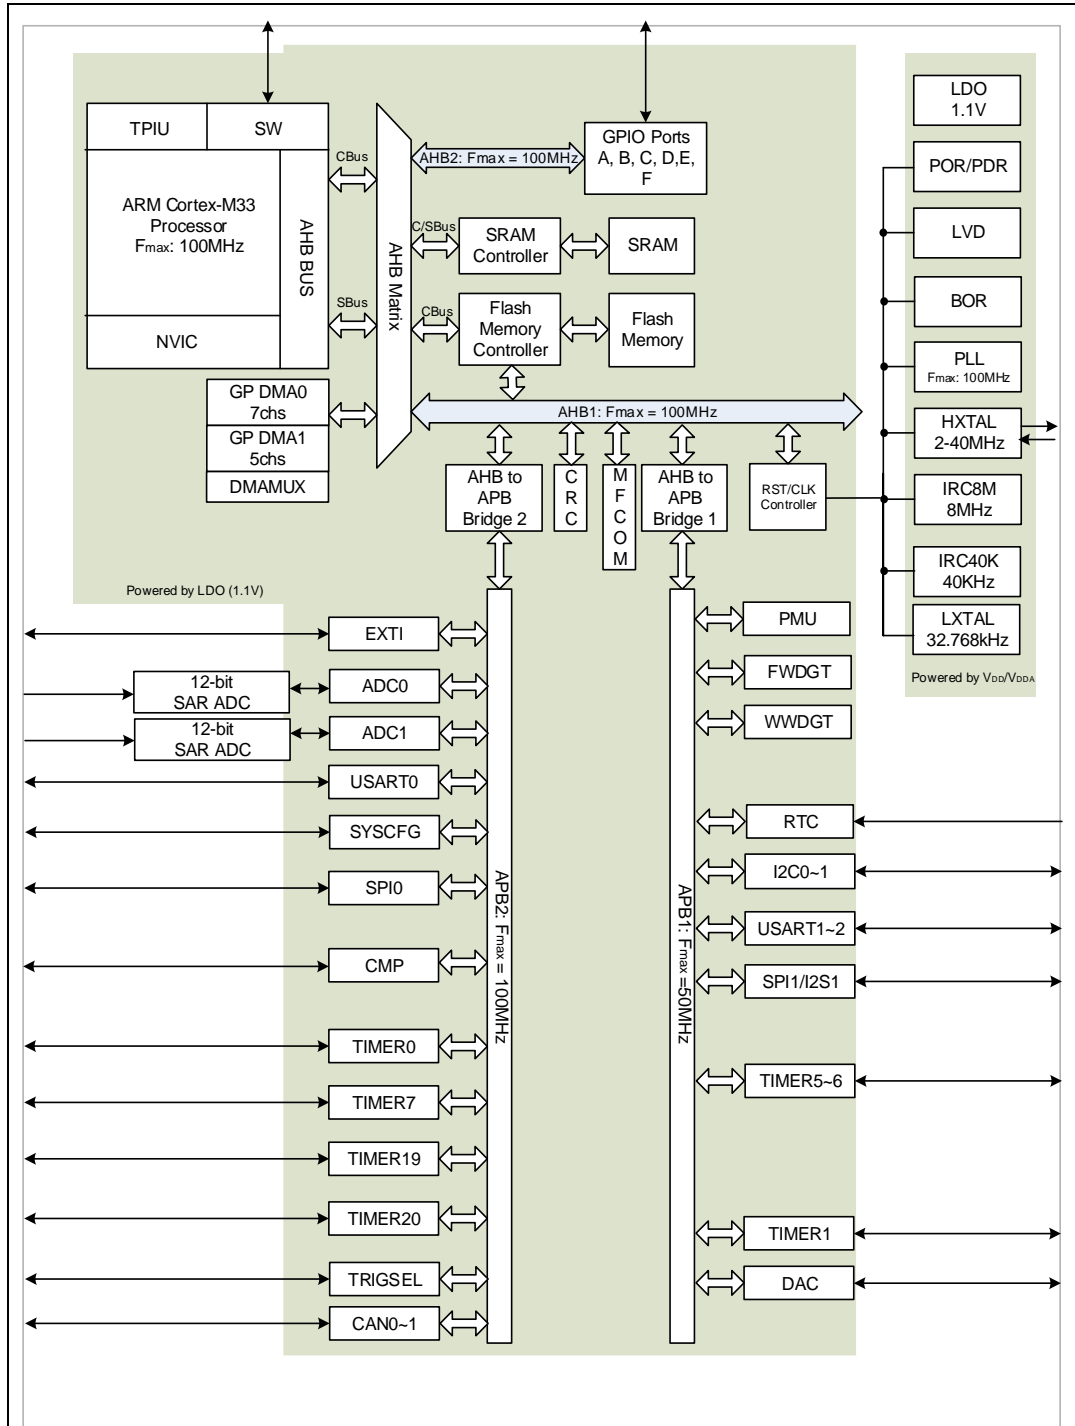 TPIU
SW
ARM Cortex-M33
Processor
Fmax: 100MHz
NVIC
AHB BUS
GP DMA0
7chs
GP DMA1
5chs
DMAMUX
CBus
SBus
AHB Matrix
AHB2: Fmax = 100MHz
GPIO Ports
A, B, C, D,E,
F
C/SBus
SRAM
Controller
SRAM
CBus
Flash
Memory
Controller
Flash
Memory
AHB1: Fmax = 100MHz
AHB to
APB
Bridge 2
C
R
C
M
F
C
O
M
AHB to
APB
Bridge 1
RST/CLK
Controller
Powered by LDO (1.1V)
LDO
1.1V
POR/PDR
LVD
BOR
PLL
Fmax: 100MHz
HXTAL
2-40MHz
IRC8M
8MHz
IRC40K
40KHz
LXTAL
32.768kHz
Powered by VDD/VDDA
EXTI
12-bit
SAR ADC
ADC0
12-bit
SAR ADC
ADC1
USART0
SYSCFG
SPI0
CMP
TIMER0
TIMER7
TIMER19
TIMER20
TRIGSEL
CAN0~1
APB2: Fmax = 100MHz
APB1: Fmax =50MHz
PMU
FWDGT
WWDGT
RTC
I2C0~1
USART1~2
SPI1/I2S1
TIMER5~6
TIMER1
DAC